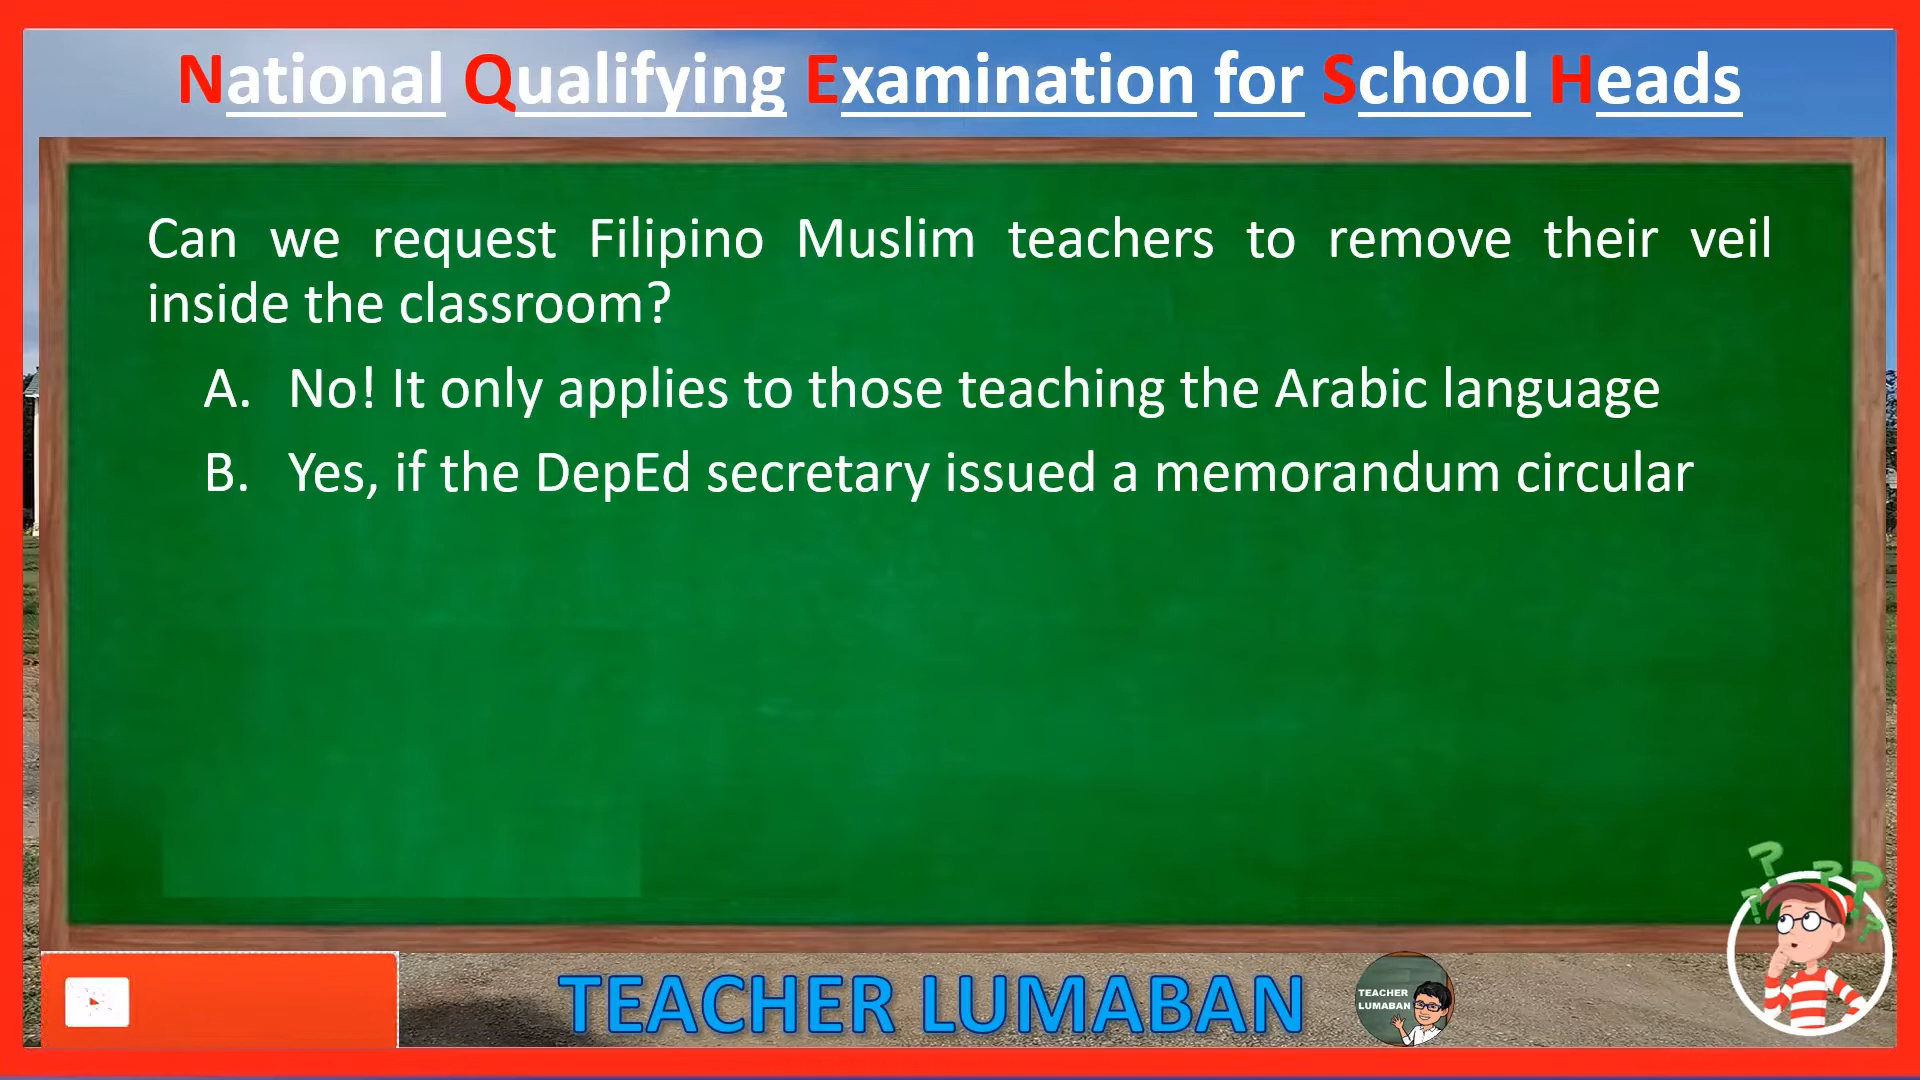 National Qualifying Examination for School Heads
Can we request Filipino Muslim teachers to remove their veil
inside the classroom?
A. No! It only applies to those teaching the Arabic language
B. Yes, if the DepEd secretary issued a memorandum circular
TEACHER LUMABAN
TEACHER
LUMABAN